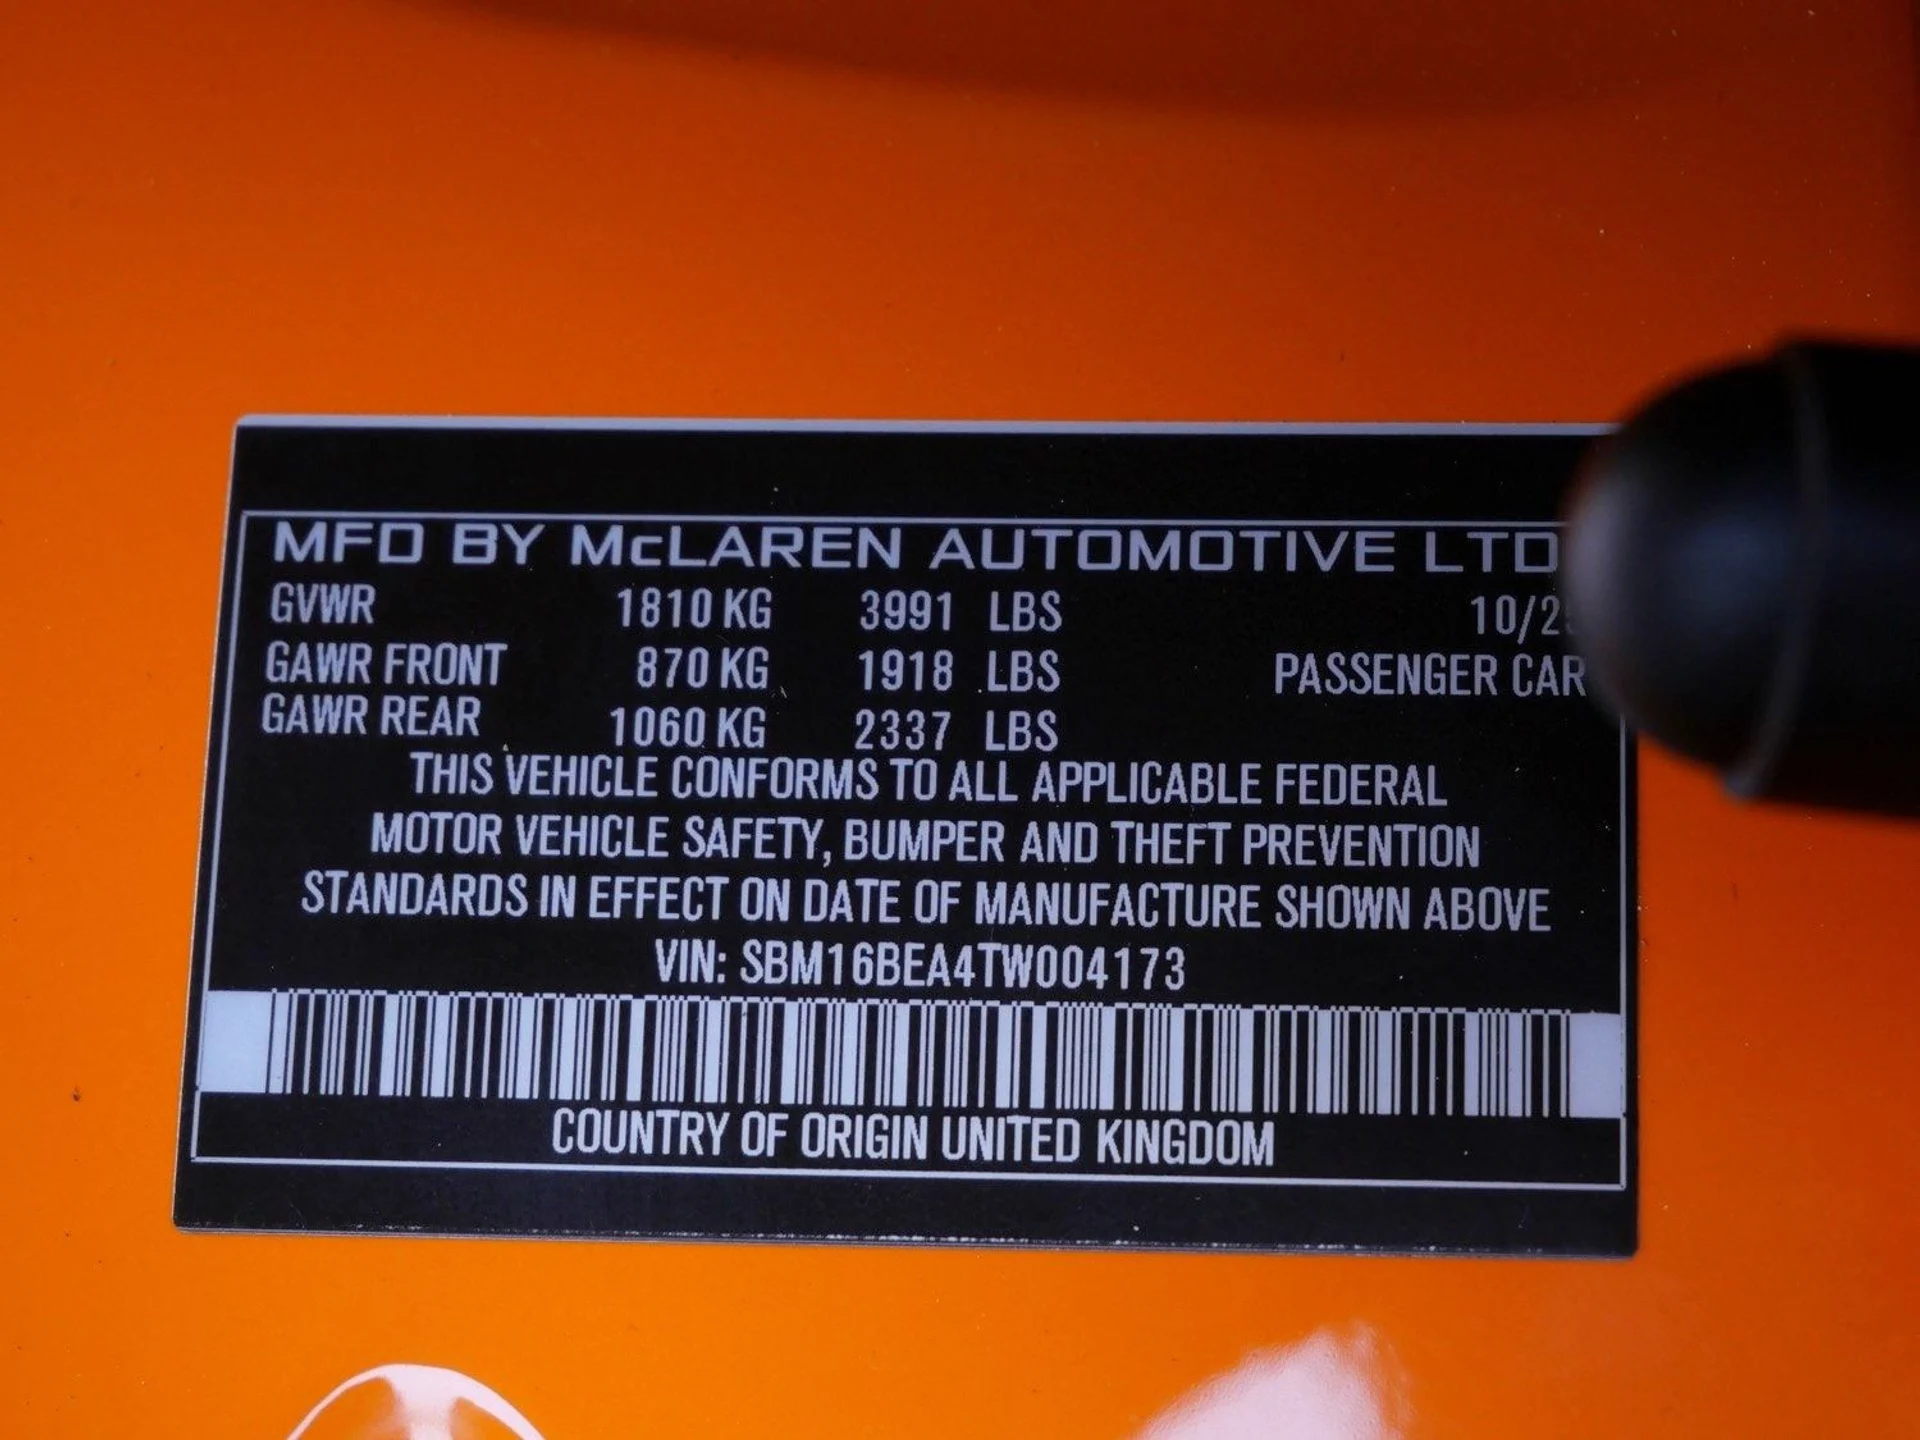 MFD BY McLAREN AUTOMOTIVE LTD
GVWR 1810 KG 3991 LBS
GAWR FRONT 870 KG 1918 LBS PASSENGER CAR
GAWR REAR 1060 KG 2337 LBS
THIS VEHICLE CONFORMS TO ALL APPLICABLE FEDERAL
MOTOR VEHICLE SAFETY, BUMPER AND THEFT PREVENTION
STANDARDS IN EFFECT ON DATE OF MANUFACTURE SHOWN ABOVE
VIN: SBM16BEA4TW004173
COUNTRY OF ORIGIN UNITED KINGDOM